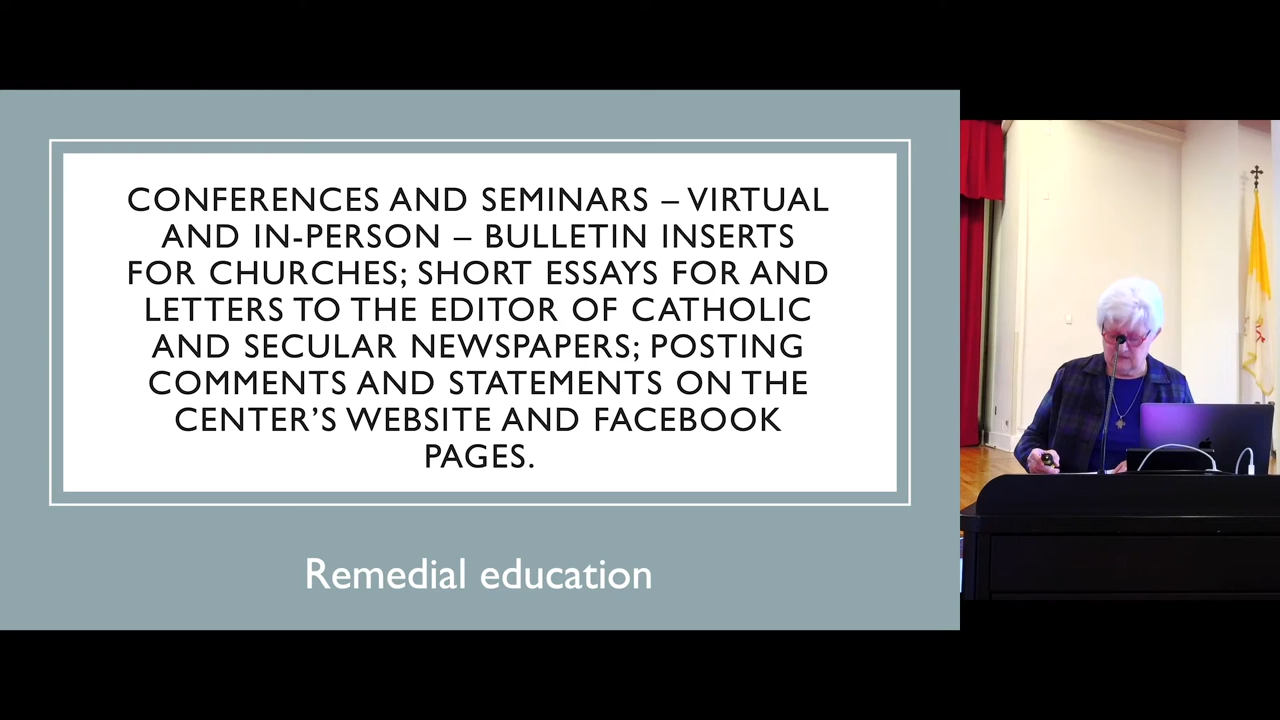 CONFERENCES AND SEMINARS – VIRTUAL
AND IN-PERSON – BULLETIN INSERTS
FOR CHURCHES; SHORT ESSAYS FOR AND
LETTERS TO THE EDITOR OF CATHOLIC
AND SECULAR NEWSPAPERS; POSTING
COMMENTS AND STATEMENTS ON THE
CENTER’S WEBSITE AND FACEBOOK
PAGES.
Remedial education